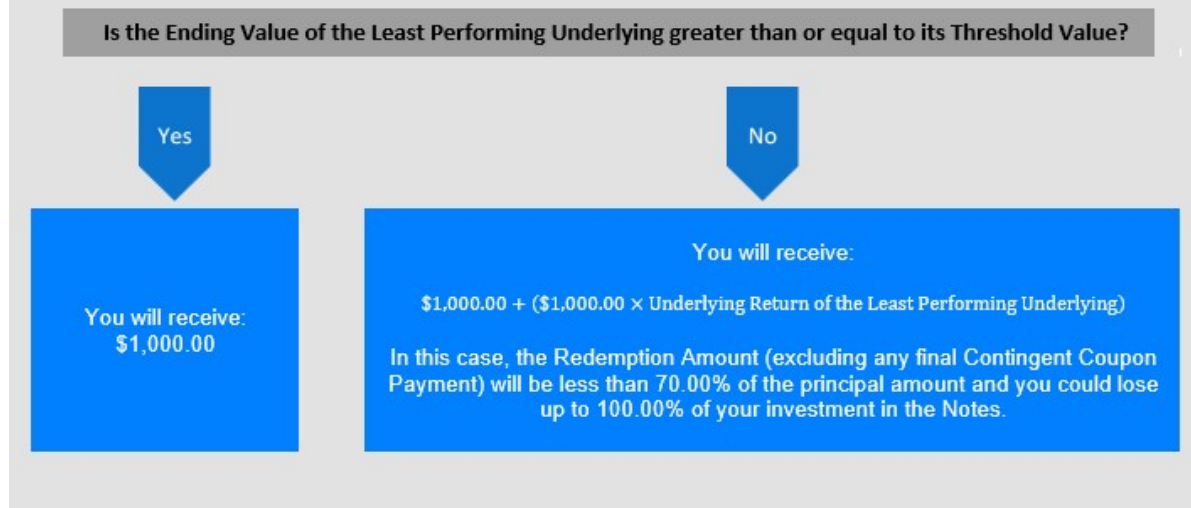 Is the Ending Value of the Least Performing Underlying greater than or equal to its Threshold Value?
Yes
No
You will receive:
$1,000.00
You will receive:
$1,000.00 + ($1,000.00 × Underlying Return of the Least Performing Underlying)
In this case, the Redemption Amount (excluding any final Contingent Coupon
Payment) will be less than 70.00% of the principal amount and you could lose
up to 100.00% of your investment in the Notes.